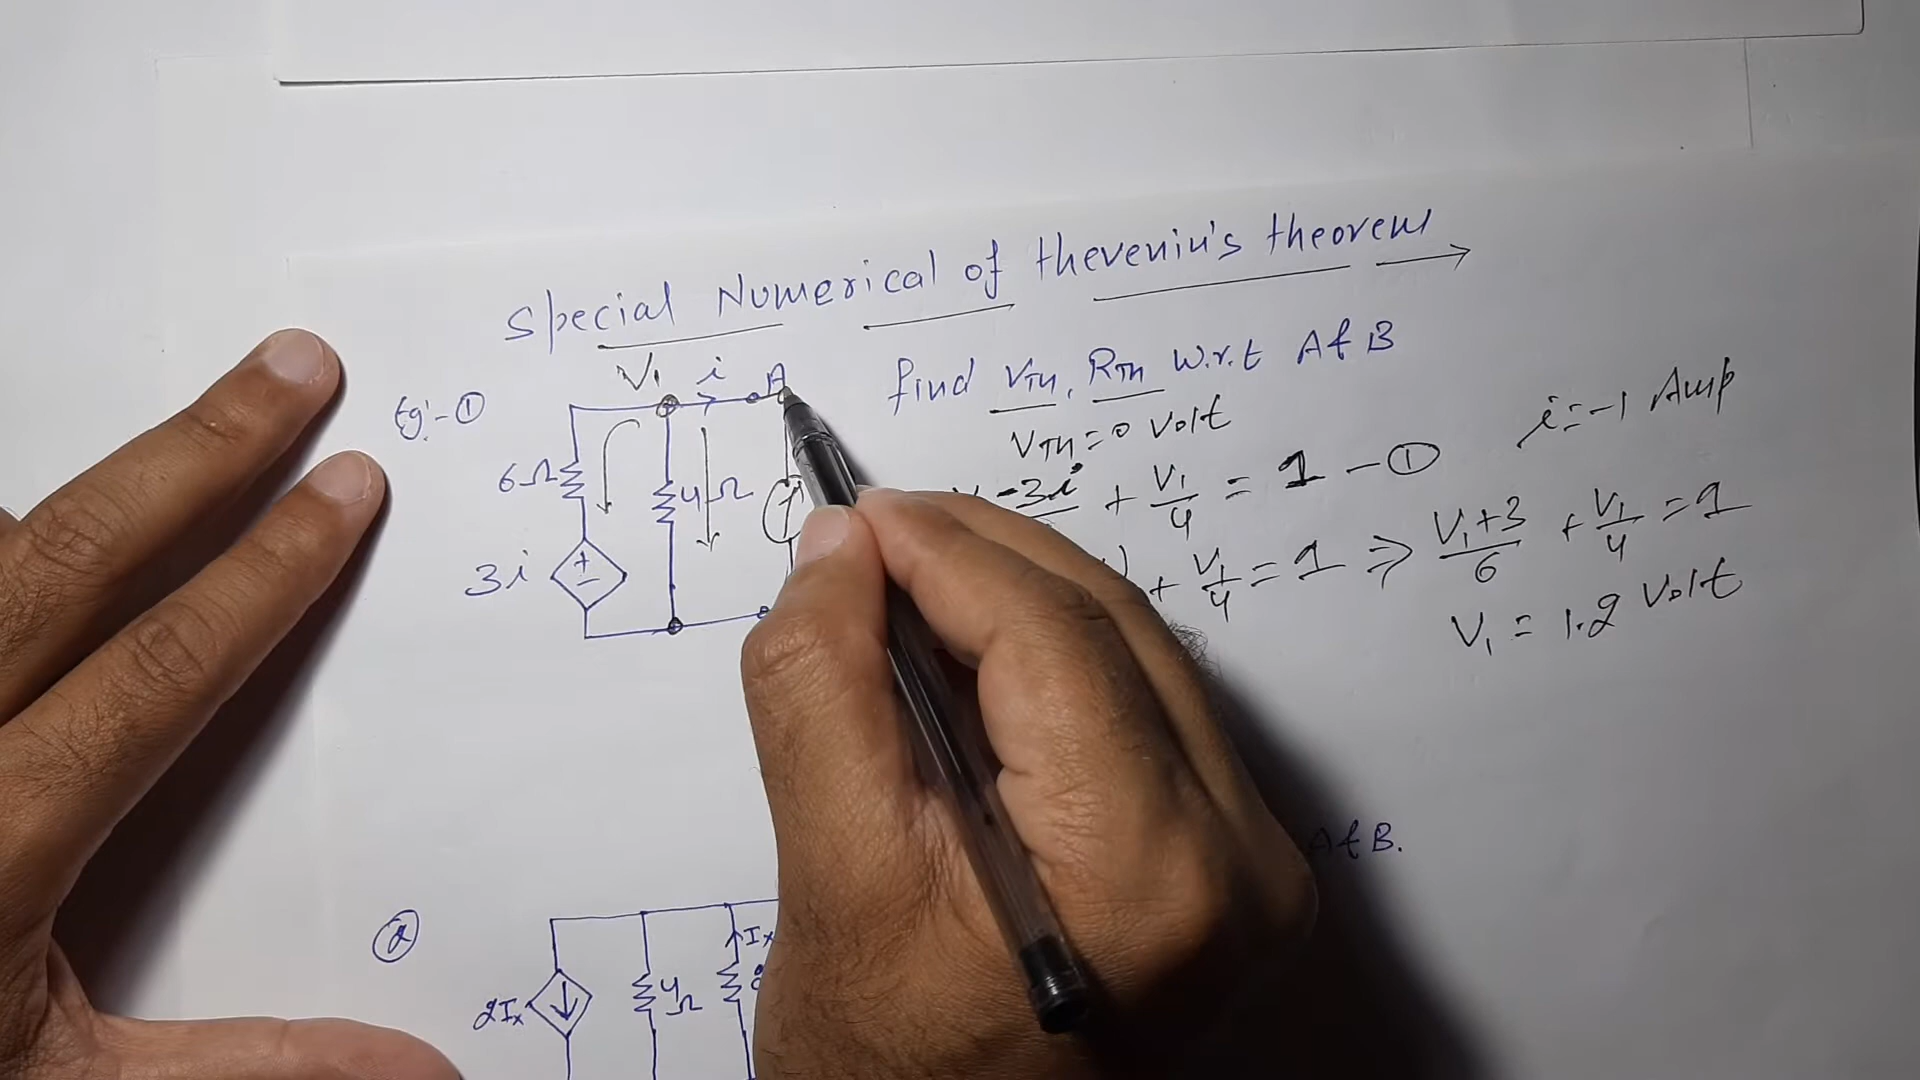 Special Numerical of thevenin's theorem
Eg:- ① V₁ i A find VTH, RTH W.r.t A & B
VTH = 0 Volt i = -1 Amp
6Ω 4Ω -3i + V₁/4 = 1 - ①
+ V₁/4 = 1 ⇒ (V₁+3)/6 + V₁/4 = 1
3i + - V₁ = 1.2 Volt
A & B.
② Ix
2Ix 4Ω